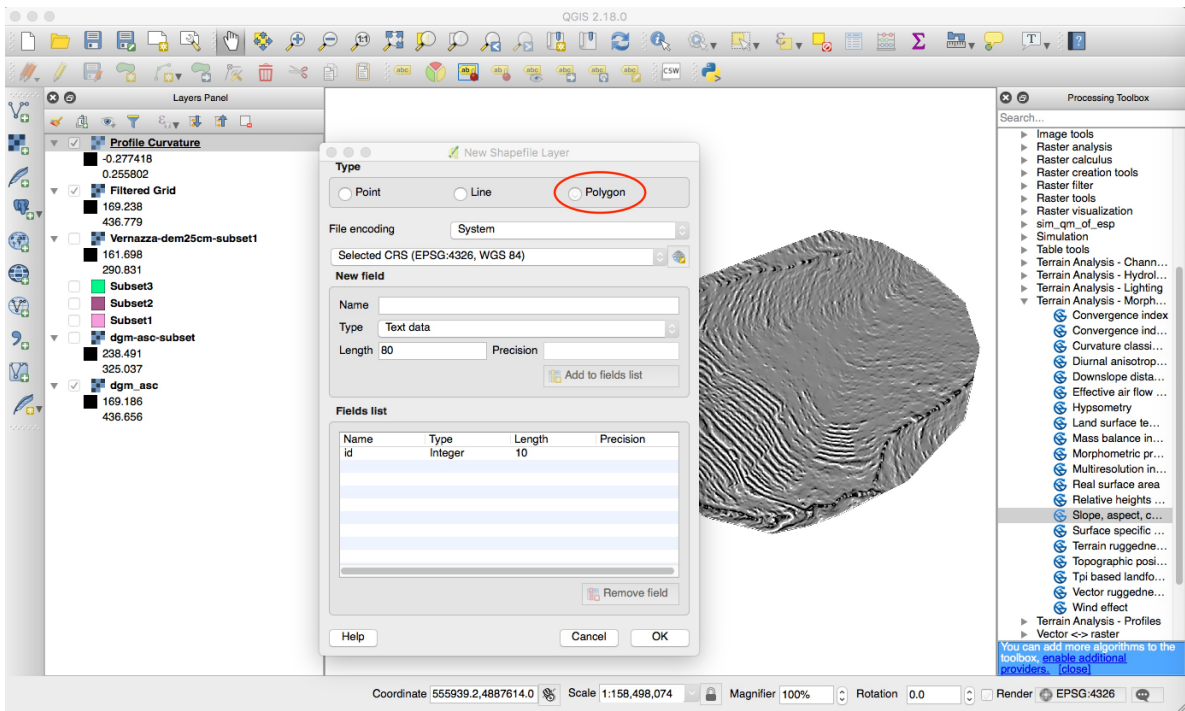 QGIS 2.18.0
Layers Panel
Profile Curvature
-0.277418
0.255802
Filtered Grid
169.238
436.779
Vernazza-dem25cm-subset1
161.698
290.831
Subset3
Subset2
Subset1
dgm-asc-subset
238.491
325.037
dgm_asc
169.186
436.656
New Shapefile Layer
Type
Point Line Polygon
File encoding System
Selected CRS (EPSG:4326, WGS 84)
New field
Name
Type Text data
Length 80 Precision
Add to fields list
Fields list
Name Type Length Precision
id Integer 10
Remove field
Help Cancel OK
Processing Toolbox
Search...
Image tools
Raster analysis
Raster calculus
Raster creation tools
Raster filter
Raster tools
Raster visualization
sim_qm_of_esp
Simulation
Table tools
Terrain Analysis - Chann...
Terrain Analysis - Hydrol...
Terrain Analysis - Lighting
Terrain Analysis - Morph...
Convergence index
Convergence ind...
Curvature classi...
Diurnal anisotrop...
Downslope dista...
Effective air flow ...
Hypsometry
Land surface te...
Mass balance in...
Morphometric pr...
Multiresolution in...
Real surface area
Relative heights ...
Slope, aspect, c...
Surface specific ...
Terrain ruggedne...
Topographic posi...
Tpi based landfo...
Vector ruggedne...
Wind effect
Terrain Analysis - Profiles
Vector <-> raster
You can add more algorithms to the
toolbox, enable additional
providers. [close]
Coordinate 555939.2,4887614.0 Scale 1:158,498,074 Magnifier 100% Rotation 0.0 Render EPSG:4326